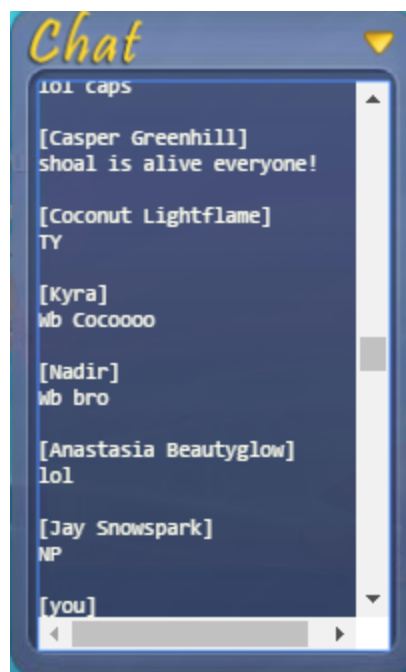 Chat
lol caps
[Casper Greenhill]
shoal is alive everyone!
[Coconut Lightflame]
TY
[Kyra]
Wb Cocoooo
[Nadir]
Wb bro
[Anastasia Beautyglow]
lol
[Jay Snowspark]
NP
[you]